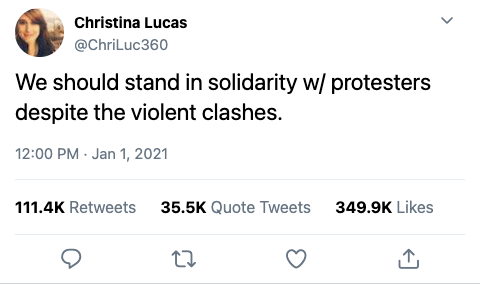 Christina Lucas
@ChriLuc360
We should stand in solidarity w/ protesters
despite the violent clashes.
12:00 PM · Jan 1, 2021
111.4K Retweets 35.5K Quote Tweets 349.9K Likes